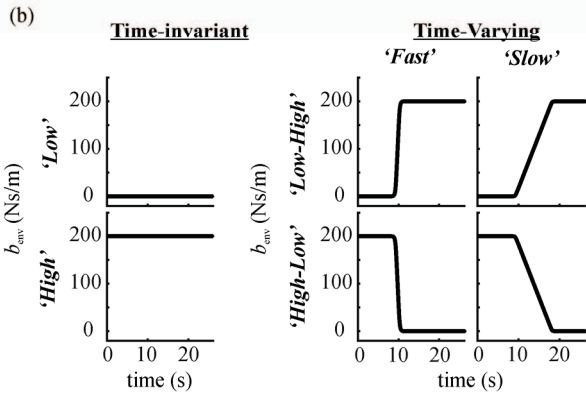 (b)
Time-invariant
Time-Varying
‘Fast’ ‘Slow’
‘Low’
b_env (Ns/m)
200
100
0
‘High’
200
100
0
0 10 20
time (s)
‘Low-High’
b_env (Ns/m)
200
100
0
‘High-Low’
200
100
0
0 10 20
0 10 20
time (s)
time (s)